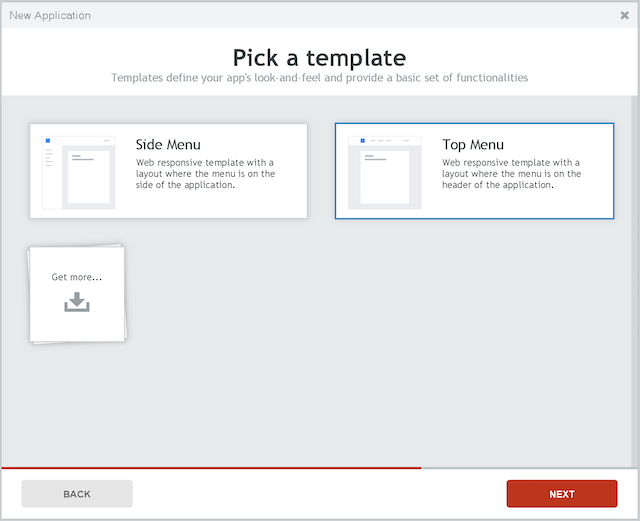 New Application
Pick a template
Templates define your app's look-and-feel and provide a basic set of functionalities
Side Menu
Web responsive template with a
layout where the menu is on the
side of the application.
Top Menu
Web responsive template with a
layout where the menu is on the
header of the application.
Get more...
BACK
NEXT